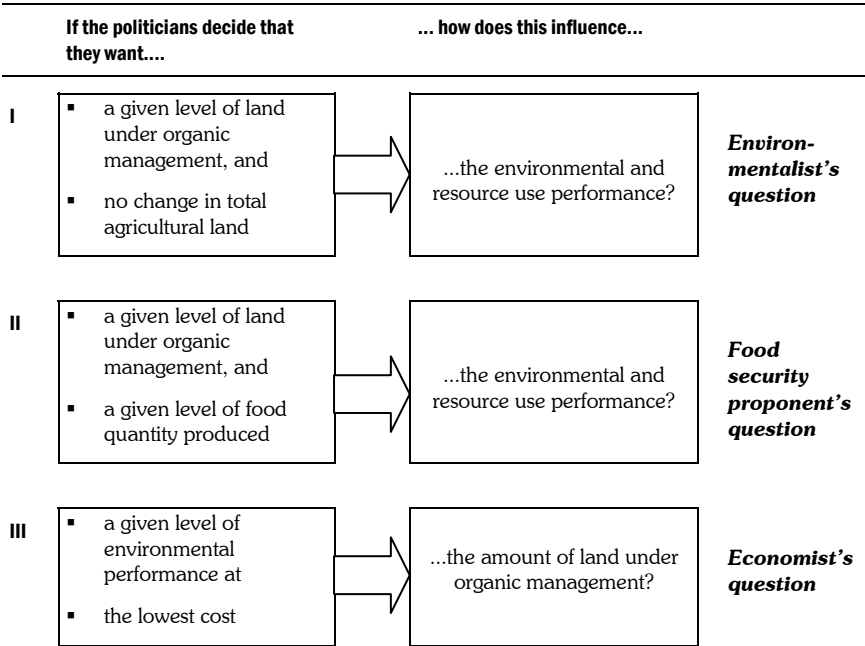 If the politicians decide that
they want....
... how does this influence...
I
▪ a given level of land
under organic
management, and
▪ no change in total
agricultural land
...the environmental and
resource use performance?
Environ-
mentalist's
question
II
▪ a given level of land
under organic
management, and
▪ a given level of food
quantity produced
...the environmental and
resource use performance?
Food
security
proponent's
question
III
▪ a given level of
environmental
performance at
▪ the lowest cost
...the amount of land under
organic management?
Economist's
question